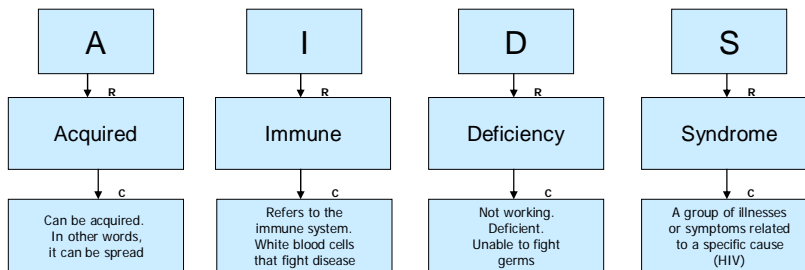 A
I
D
S
R
R
R
R
Acquired
Immune
Deficiency
Syndrome
C
C
C
C
Can be acquired.
In other words,
it can be spread
Refers to the
immune system.
White blood cells
that fight disease
Not working.
Deficient.
Unable to fight
germs
A group of illnesses
or symptoms related
to a specific cause
(HIV)